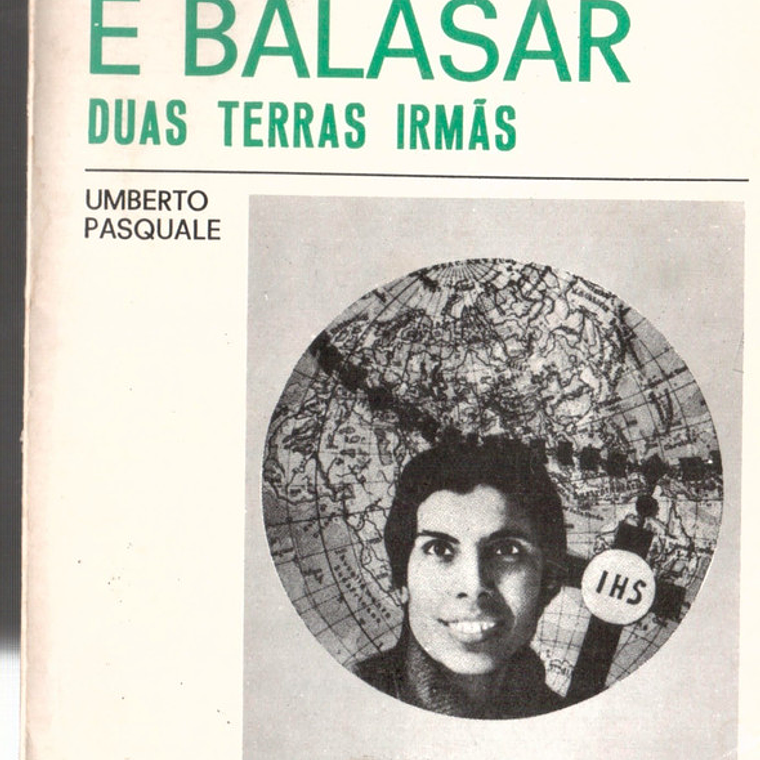 E BALASAR
DUAS TERRAS IRMÃS
UMBERTO
PASQUALE
IHS